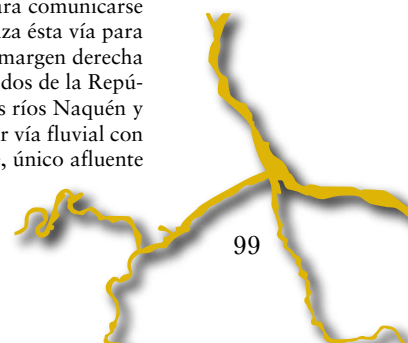 ara comunicarse
za ésta vía para
margen derecha
dos de la Repú-
s ríos Naquén y
r vía fluvial con
, único afluente
99